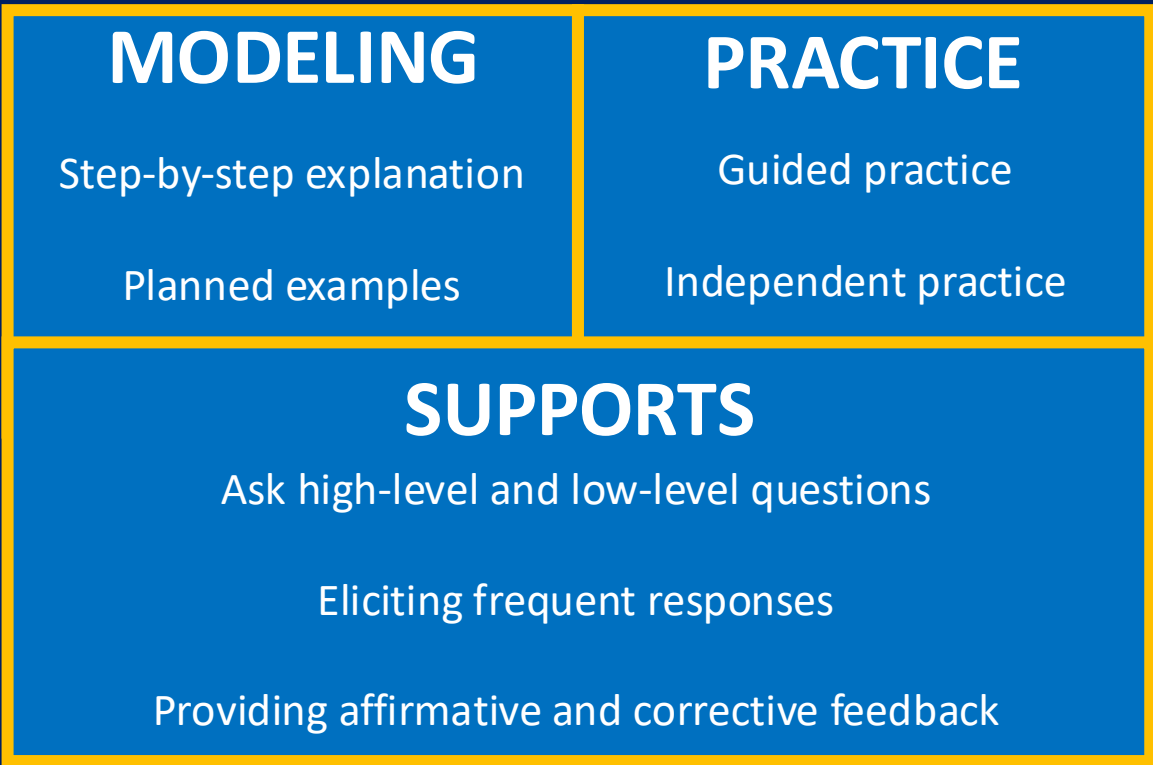 MODELING
Step-by-step explanation
Planned examples
PRACTICE
Guided practice
Independent practice
SUPPORTS
Ask high-level and low-level questions
Eliciting frequent responses
Providing affirmative and corrective feedback